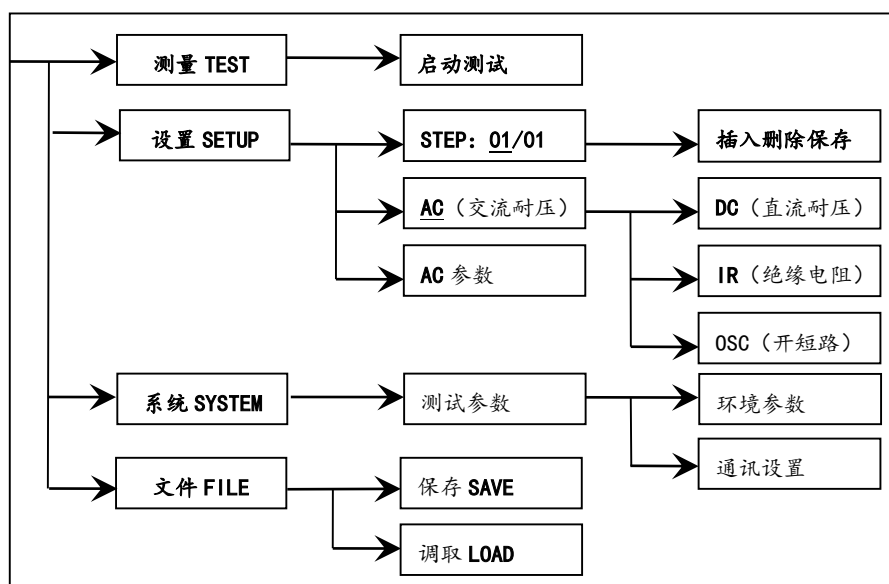 测量 TEST
启动测试
设置 SETUP
STEP: 01/01
插入删除保存
AC（交流耐压）
DC（直流耐压）
AC 参数
IR（绝缘电阻）
OSC（开短路）
系统 SYSTEM
测试参数
环境参数
通讯设置
文件 FILE
保存 SAVE
调取 LOAD